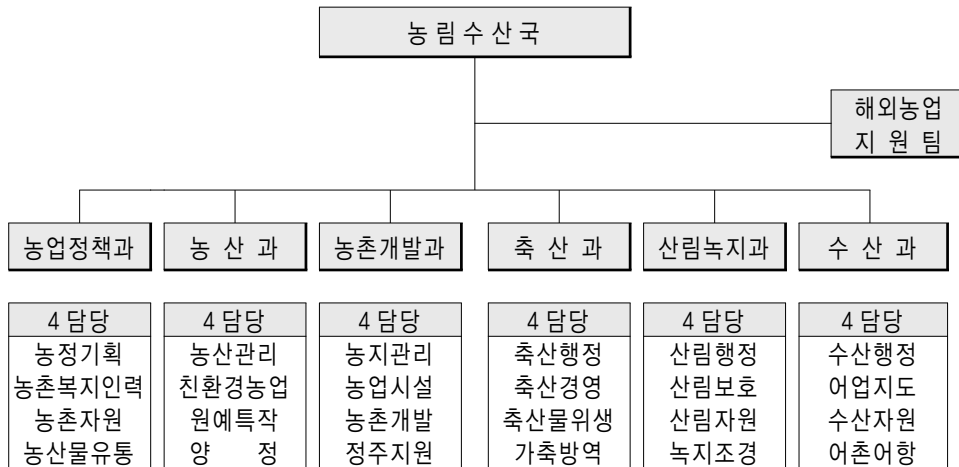 농림수산국
해외농업
지 원 팀
농업정책과 농 산 과 농촌개발과 축 산 과 산림녹지과 수 산 과
4 담당 4 담당 4 담당 4 담당 4 담당 4 담당
농정기획 농산관리 농지관리 축산행정 산림행정 수산행정
농촌복지인력 친환경농업 농업시설 축산경영 산림보호 어업지도
농촌자원 원예특작 농촌개발 축산물위생 산림자원 수산자원
농산물유통 양 정 정주지원 가축방역 녹지조경 어촌어항